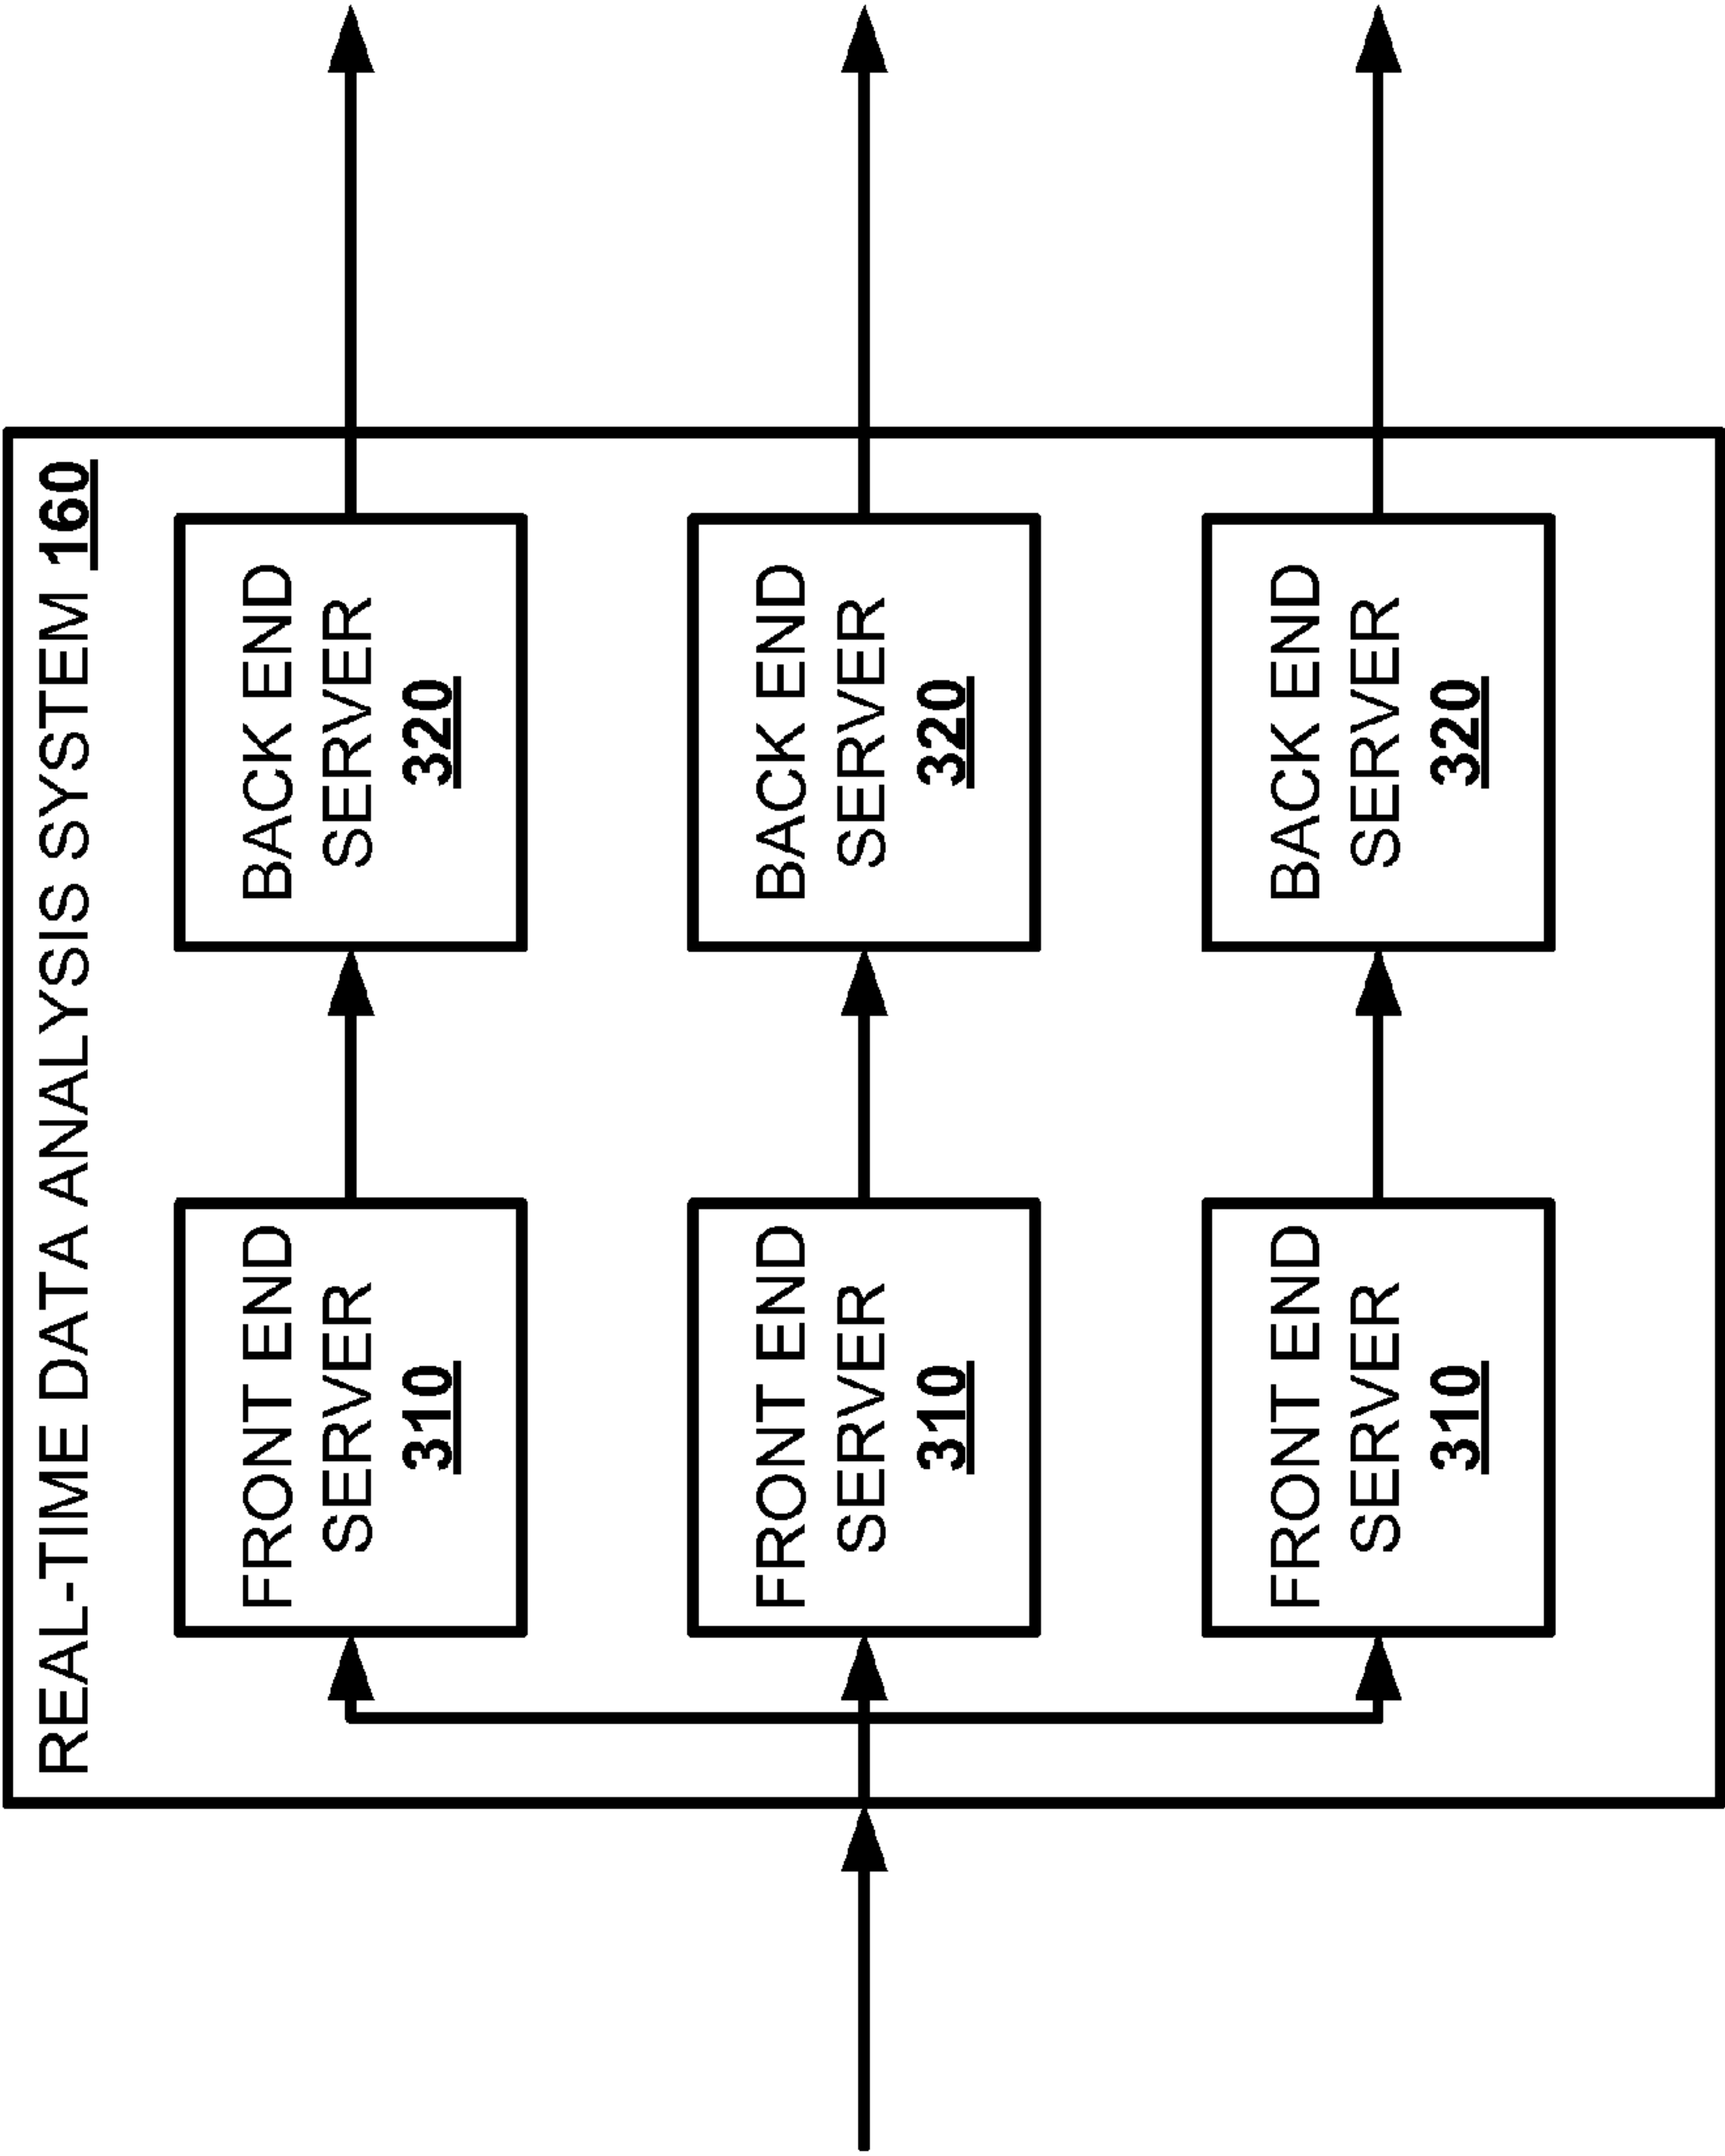 REAL-TIME DATA ANALYSIS SYSTEM 160
FRONT END
SERVER
310
BACK END
SERVER
320
FRONT END
SERVER
310
BACK END
SERVER
320
FRONT END
SERVER
310
BACK END
SERVER
320